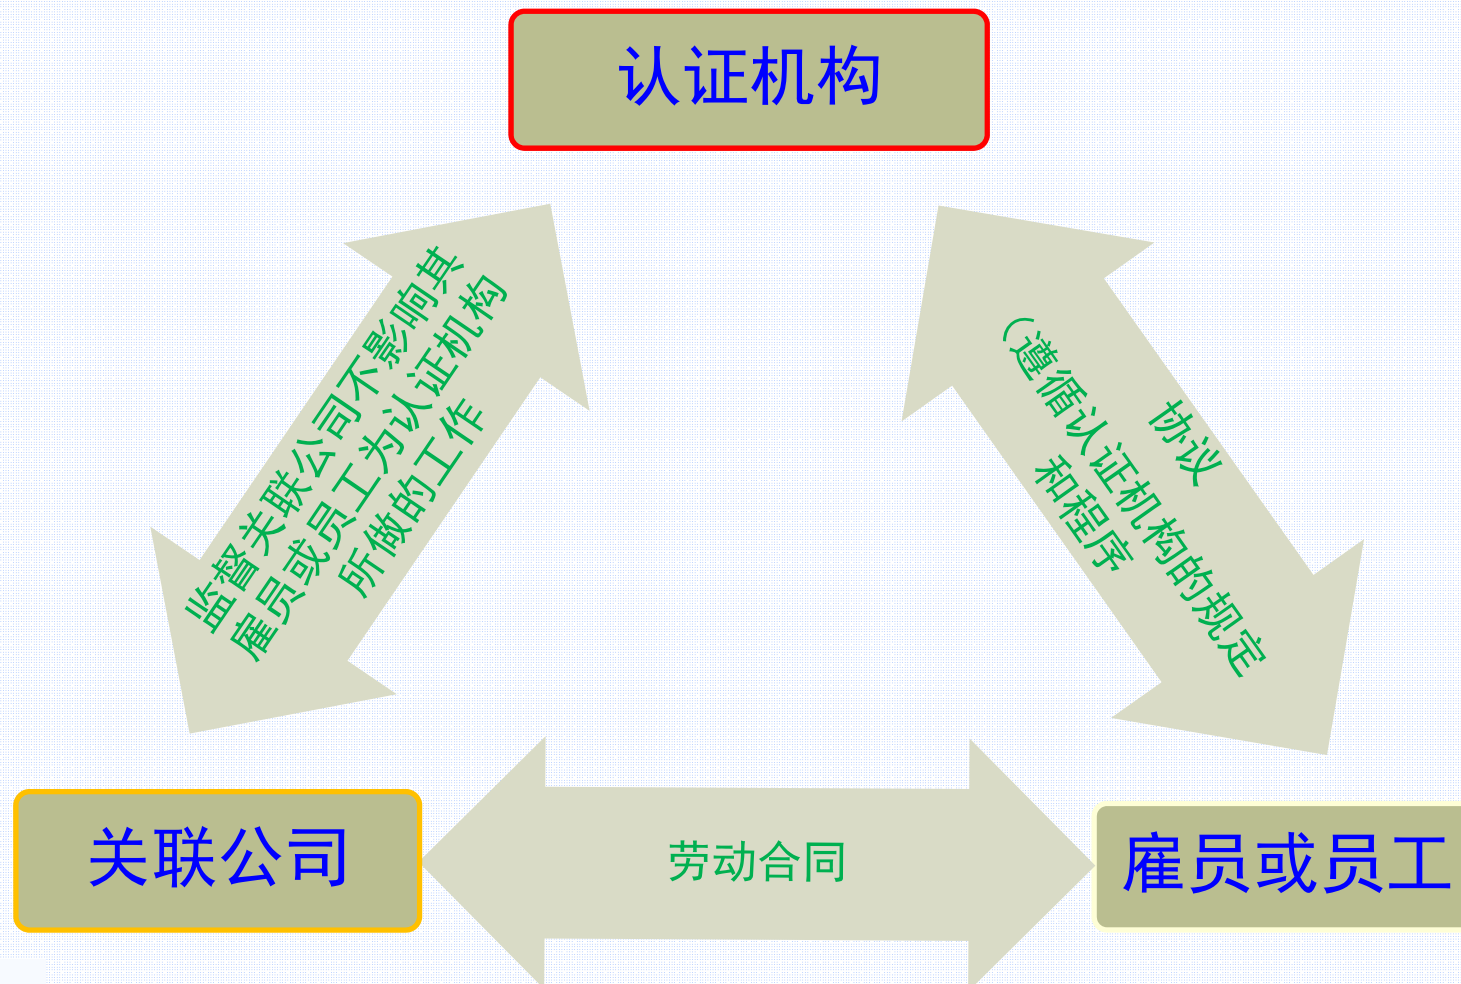 认证机构
监督关联公司不影响其
雇员或员工为认证机构
所做的工作
协议
（遵循认证机构的规定
和程序
关联公司
劳动合同
雇员或员工